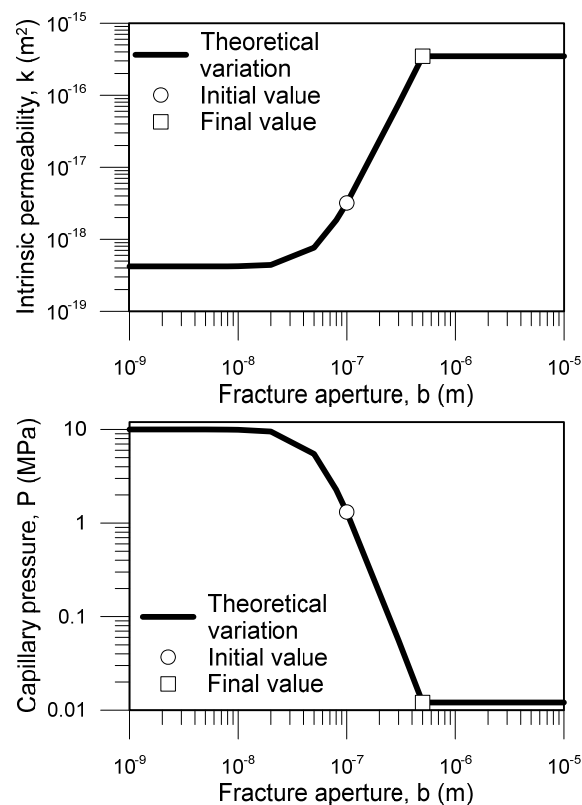 10-15
10-16
10-17
10-18
10-19
Intrinsic permeability, k (m2)
Theoretical
variation
Initial value
Final value
10-9 10-8 10-7 10-6 10-5
Fracture aperture, b (m)
10
1
0.1
0.01
Capillary pressure, P (MPa)
Theoretical
variation
Initial value
Final value
10-9 10-8 10-7 10-6 10-5
Fracture aperture, b (m)